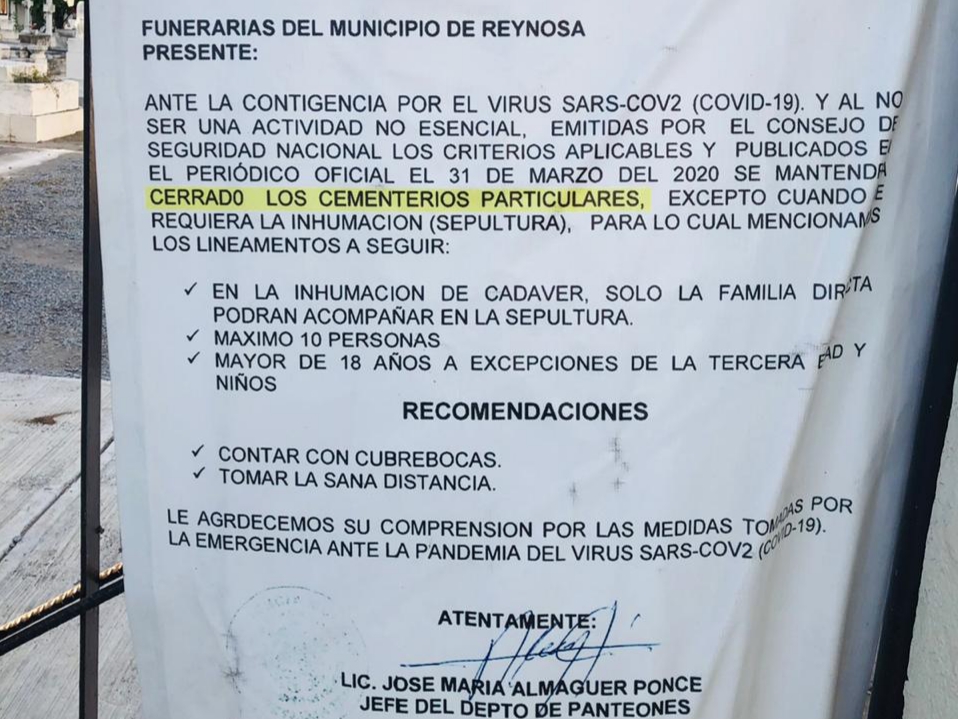 FUNERARIAS DEL MUNICIPIO DE REYNOSA
PRESENTE:
ANTE LA CONTIGENCIA POR EL VIRUS SARS-COV2 (COVID-19). Y AL NO
SER UNA ACTIVIDAD NO ESENCIAL, EMITIDAS POR EL CONSEJO DE
SEGURIDAD NACIONAL LOS CRITERIOS APLICABLES Y PUBLICADOS E
EL PERIÓDICO OFICIAL EL 31 DE MARZO DEL 2020 SE MANTENDA
CERRAD0 LOS CEMENTERIOS PARTICULARES, EXCEPTO CUANDO E
REQUIERA LA INHUMACION (SEPULTURA), PARA LO CUAL MENCIONAMS
LOS LINEAMENTOS A SEGUIR:
✓ EN LA INHUMACION DE CADAVER, SOLO LA FAMILIA DIRCTA
PODRAN ACOMPAÑAR EN LA SEPULTURA.
✓ MAXIMO 10 PERSONAS
✓ MAYOR DE 18 AÑOS A EXCEPCIONES DE LA TERCERA EDAD Y
NIÑOS
RECOMENDACIONES
✓ CONTAR CON CUBREBOCAS.
✓ TOMAR LA SANA DISTANCIA.
LE AGRDECEMOS SU COMPRENSION POR LAS MEDIDAS TOMADAS POR
LA EMERGENCIA ANTE LA PANDEMIA DEL VIRUS SARS-COV2 (COVID-19).
ATENTAMENTE:
LIC. JOSE MARIA ALMAGUER PONCE
JEFE DEL DEPTO DE PANTEONES